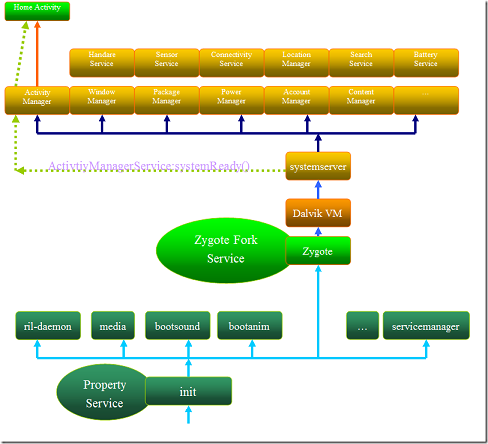 Home Activity
Handare
Service
Sensor
Service
Connectivity
Service
Location
Manager
Search
Service
Battery
Service
Activity
Manager
Window
Manager
Package
Manager
Power
Manager
Account
Manager
Content
Manager
...
ActivtiyManagerService:systemReady()
systemserver
Dalvik VM
Zygote Fork
Service
Zygote
ril-daemon
media
bootsound
bootanim
...
servicemanager
Property
Service
init